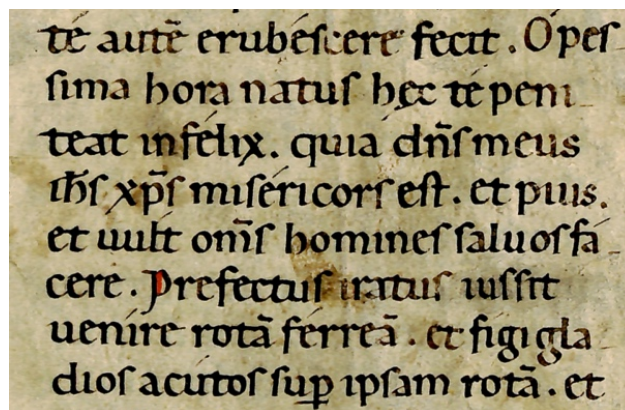 te autē erubescere fecit . O pes
sima hora natus hęc te peni
teat infelix . quia dn̄s meus
ih̄s xp̄s misericors est . et pius .
et uult om̄s homines saluos fa
cere . Prefectus iratus iussit
uenire rotā ferreā . et figi gla
dios acutos sup̱ ipsam rotā . et